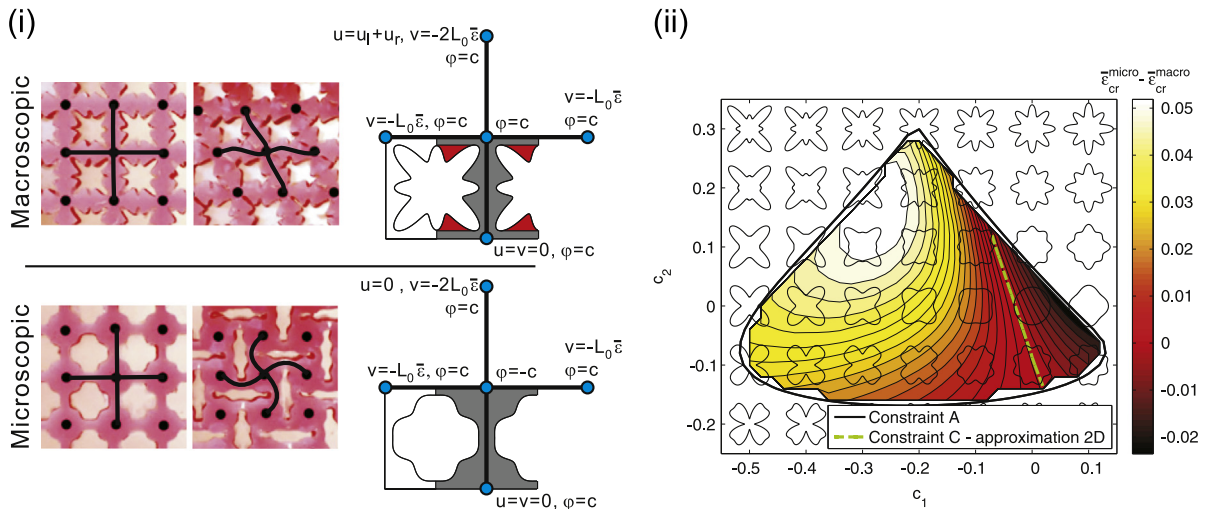 (i)
Macroscopic
u=u_l+u_r, v=-2L_0ε̄
φ=c
v=-L_0ε̄
v=-L_0ε̄, φ=c
φ=c
φ=c
u=v=0, φ=c
Microscopic
u=0 , v=-2L_0ε̄
φ=c
v=-L_0ε̄
v=-L_0ε̄, φ=c
φ=-c
φ=c
u=v=0, φ=c
(ii)
ε̄_cr^micro - ε̄_cr^macro
c_2
0.3
0.2
0.1
0
-0.1
-0.2
Constraint A
Constraint C - approximation 2D
-0.5 -0.4 -0.3 -0.2 -0.1 0 0.1
c_1
0.05
0.04
0.03
0.02
0.01
0
-0.01
-0.02